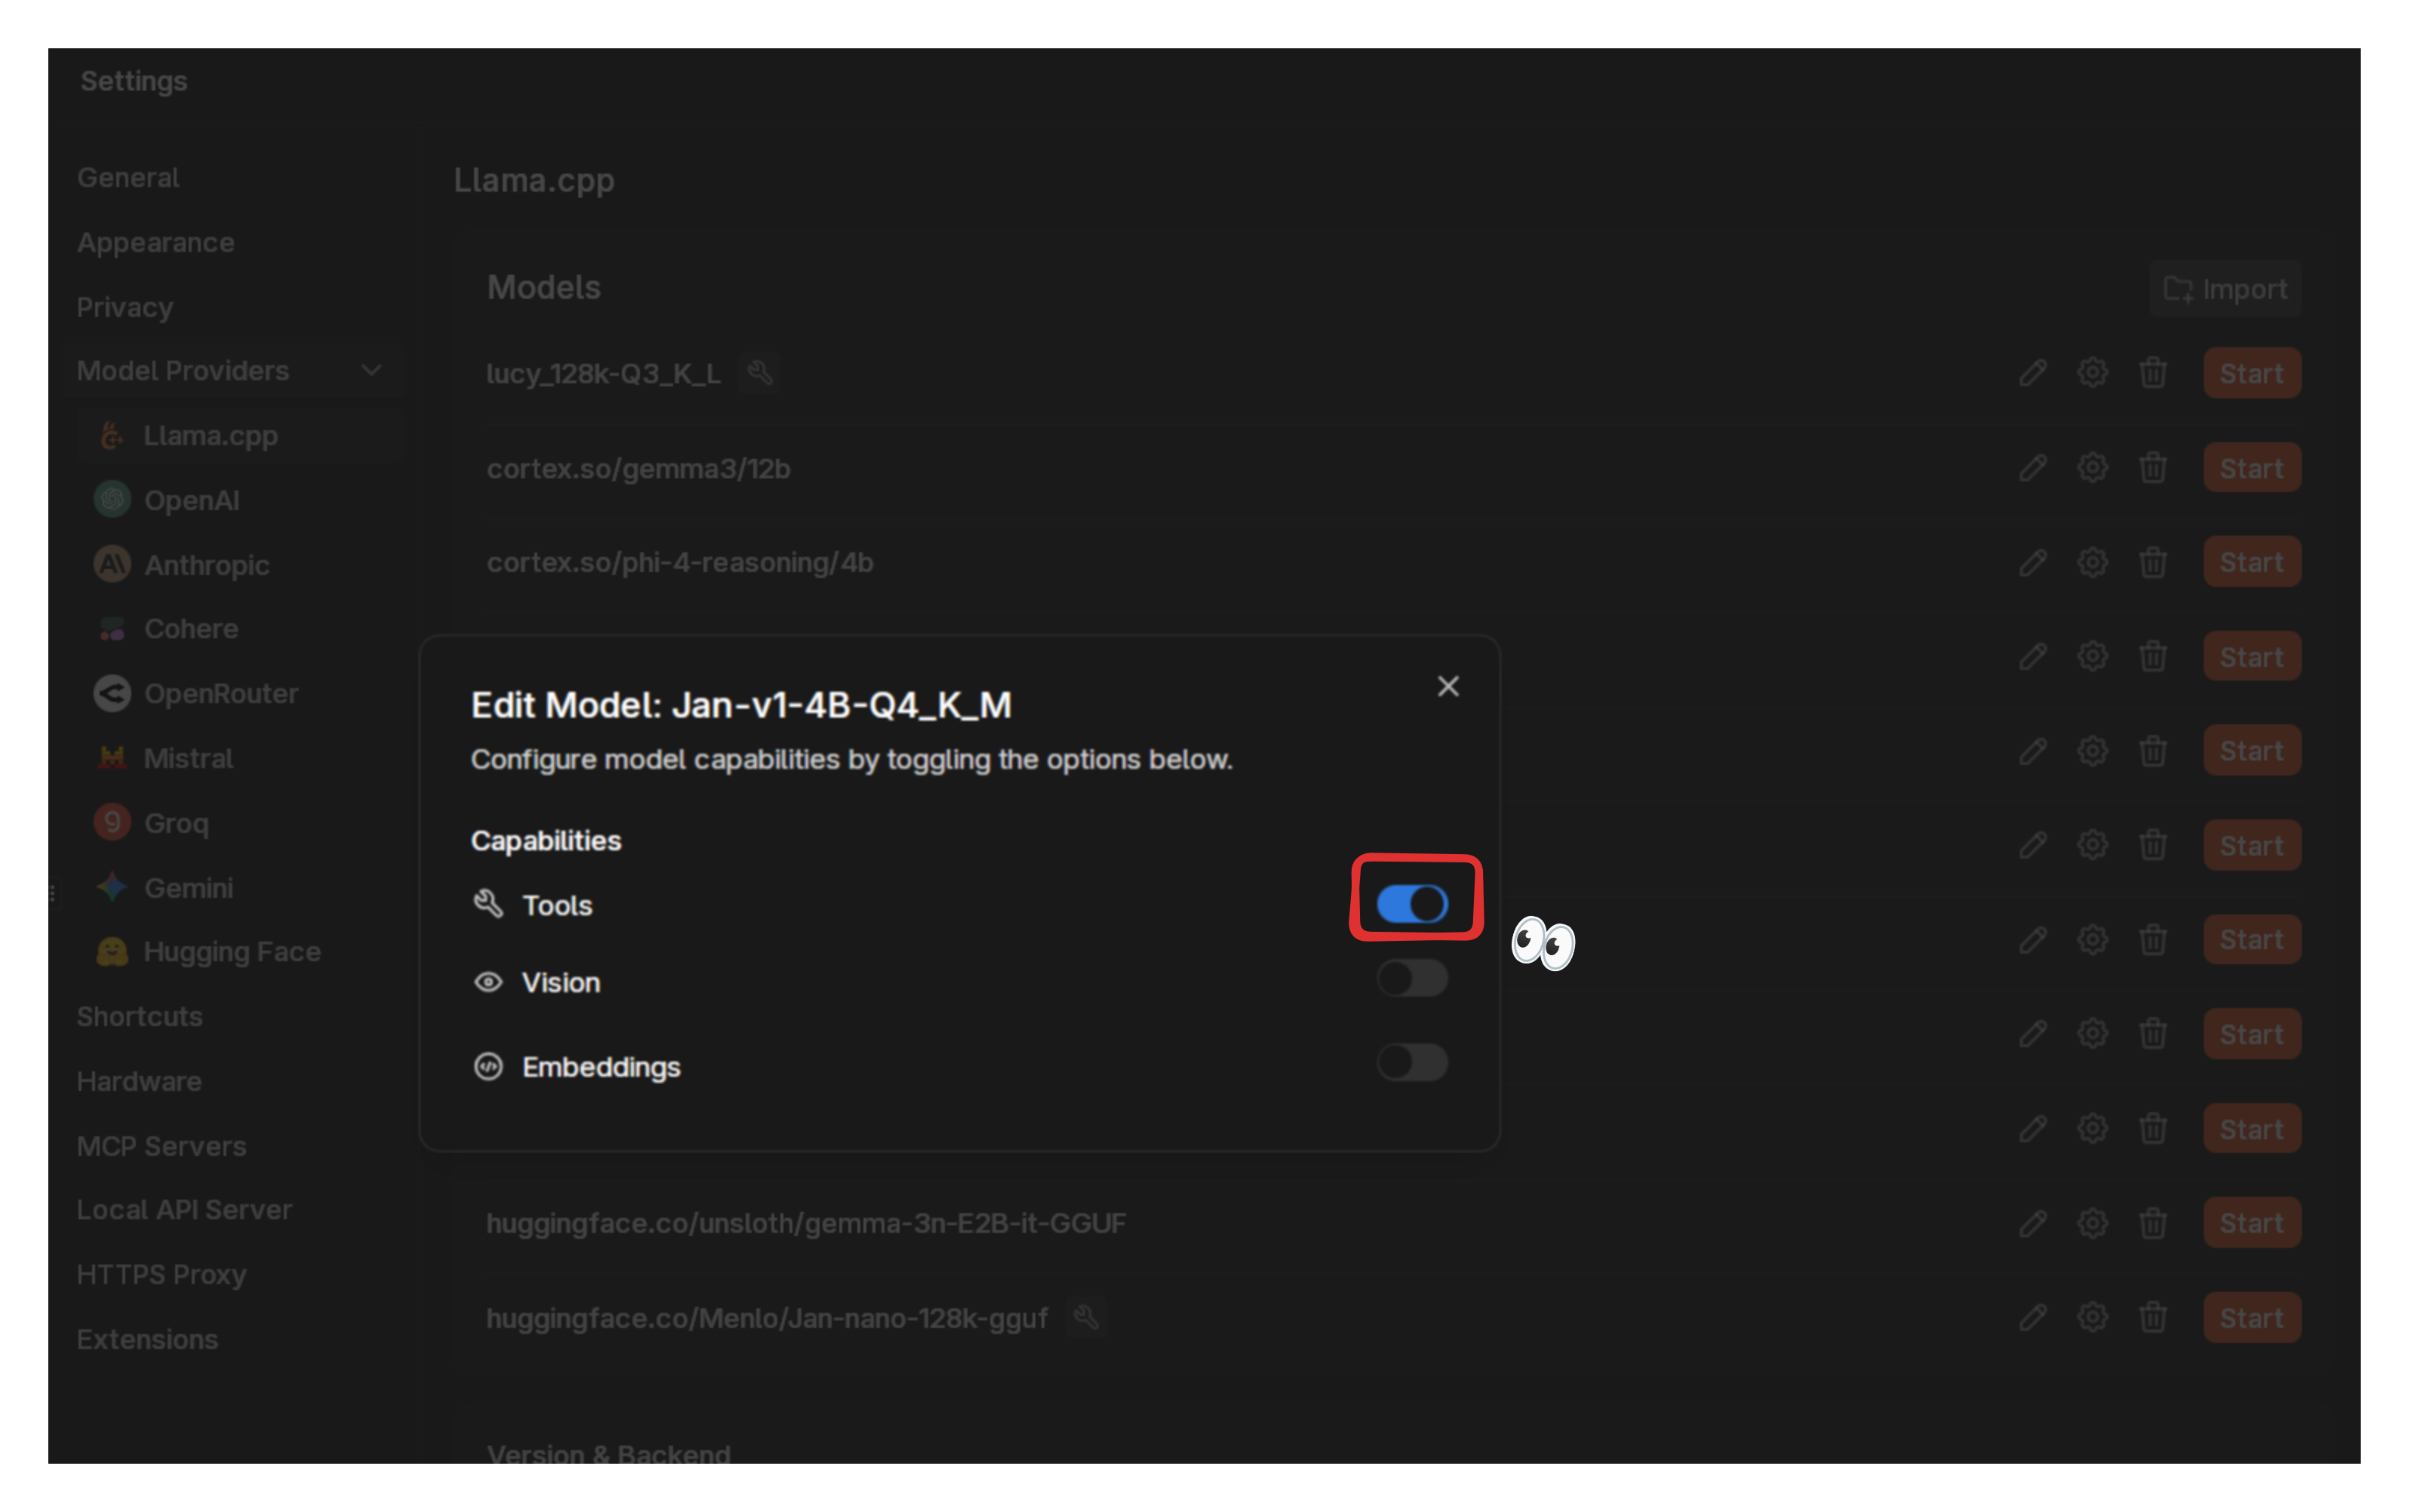 Settings
General
Appearance
Privacy
Model Providers
Llama.cpp
OpenAI
Anthropic
Cohere
OpenRouter
Mistral
Groq
Gemini
Hugging Face
Shortcuts
Hardware
MCP Servers
Local API Server
HTTPS Proxy
Extensions
Llama.cpp
Models
Import
lucy_128k-Q3_K_L
Start
cortex.so/gemma3/12b
Start
cortex.so/phi-4-reasoning/4b
Start
Start
Start
Start
Start
Start
Start
huggingface.co/unsloth/gemma-3n-E2B-it-GGUF
Start
huggingface.co/Menlo/Jan-nano-128k-gguf
Start
Version & Backend
Edit Model: Jan-v1-4B-Q4_K_M
Configure model capabilities by toggling the options below.
Capabilities
Tools
Vision
Embeddings